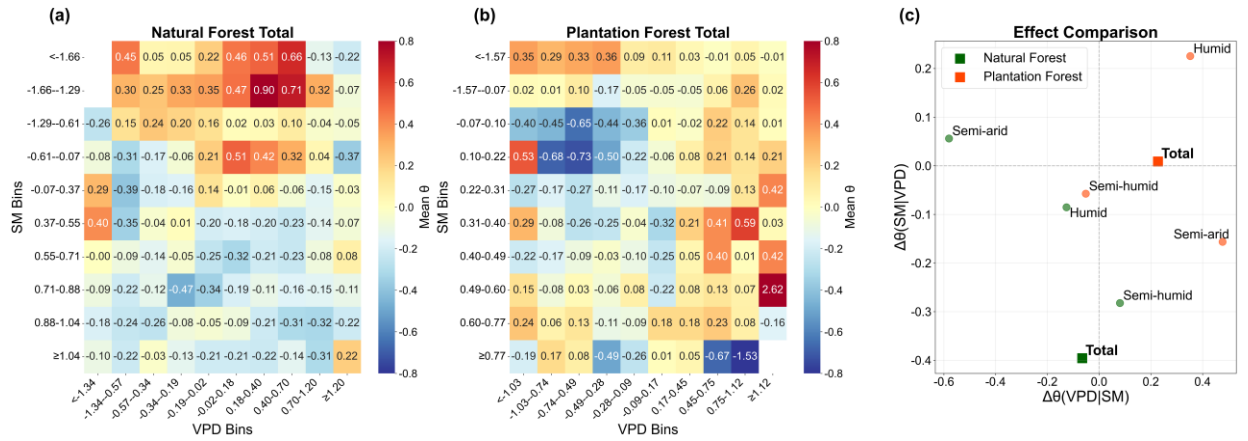 (a)
Natural Forest Total
<-1.66 0.45 0.05 0.05 0.22 0.46 0.51 0.66 -0.13 -0.22
-1.66--1.29 0.30 0.25 0.33 0.35 0.47 0.90 0.71 0.32 -0.07
-1.29--0.61 -0.26 0.15 0.24 0.20 0.16 0.02 0.03 0.10 -0.06 -0.12
-0.61--0.07 -0.08 -0.31 -0.17 -0.06 0.21 0.51 0.42 0.32 0.04 -0.37
-0.07-0.37 0.29 -0.39 -0.18 -0.19 0.14 -0.01 0.06 -0.06 -0.15 -0.03
0.37-0.55 0.40 -0.35 -0.04 0.01 -0.20 -0.18 -0.20 -0.03 -0.14 -0.07
0.55-0.71 -0.00 -0.09 -0.14 -0.02 -0.19 -0.32 -0.21 -0.23 -0.08 0.08
0.71-0.88 -0.09 -0.22 -0.19 -0.47 -0.34 -0.19 -0.12 -0.19 -0.15 -0.11
0.88-1.04 -0.18 -0.24 -0.26 -0.08 -0.05 -0.09 -0.20 -0.31 -0.32 -0.22
≥1.04 -0.10 -0.22 -0.03 -0.13 -0.21 -0.22 -0.22 -0.14 -0.31 0.22
<-1.34 -1.34--0.57 -0.57--0.34 -0.34--0.19 -0.19--0.02 -0.02-0.18 0.18-0.40 0.40-0.70 0.70-1.20 ≥1.20
SM Bins
VPD Bins
0.8
0.6
0.4
0.2
0.0
-0.2
-0.4
-0.6
-0.8
Mean θ
(b)
Plantation Forest Total
<-1.57 0.35 0.29 0.33 0.36 0.09 0.11 0.03 -0.01 0.05 -0.01
-1.57--0.07 0.02 0.01 0.10 -0.17 -0.05 -0.05 0.06 0.02 0.26 0.02
-0.07-0.10 -0.40 -0.45 -0.65 -0.44 -0.36 0.01 -0.02 0.22 0.14 0.01
0.10-0.22 0.53 -0.68 -0.73 -0.50 -0.22 -0.06 0.08 0.21 0.14 0.21
0.22-0.31 -0.27 -0.17 -0.27 -0.11 -0.10 -0.17 -0.07 -0.09 0.13 0.42
0.31-0.40 0.29 -0.08 -0.13 -0.26 -0.09 -0.32 0.21 0.41 0.59 -0.03
0.40-0.49 -0.22 -0.17 0.09 -0.09 0.02 -0.06 0.01 0.40 0.01 0.42
0.49-0.60 0.15 -0.08 -0.03 0.06 0.08 -0.22 0.08 0.13 0.07 2.62
0.60-0.77 0.24 0.06 0.13 -0.11 -0.09 0.18 0.18 0.23 0.08 -0.16
≥0.77 -0.19 0.17 0.08 -0.49 -0.26 0.01 0.05 -0.67 -1.53
<-1.03 -1.03--0.74 -0.74--0.49 -0.49--0.28 -0.28--0.09 -0.09-0.17 0.17-0.45 0.45-0.75 0.75-1.12 ≥1.12
SM Bins
VPD Bins
0.8
0.6
0.4
0.2
0.0
-0.2
-0.4
-0.6
-0.8
Mean θ
(c)
Effect Comparison
Natural Forest
Plantation Forest
Humid
Semi-arid
Total
Semi-humid
Humid
Semi-arid
Semi-humid
Total
0.2
0.1
0.0
-0.1
-0.2
-0.3
-0.4
Δθ(SM|VPD)
-0.6 -0.4 -0.2 0.0 0.2 0.4
Δθ(VPD|SM)